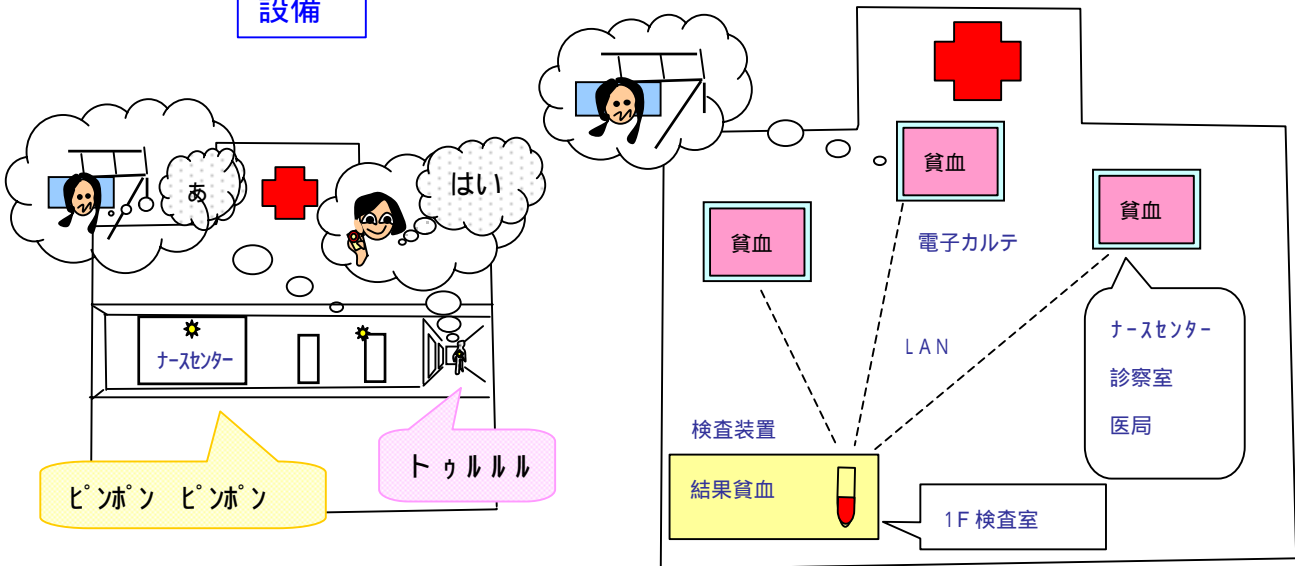 設備
あ
はい
ナースセンター
ピンポン ピンポン
トゥルルル
貧血
貧血
貧血
電子カルテ
LAN
ナースセンター
診察室
医局
検査装置
結果貧血
1F検査室